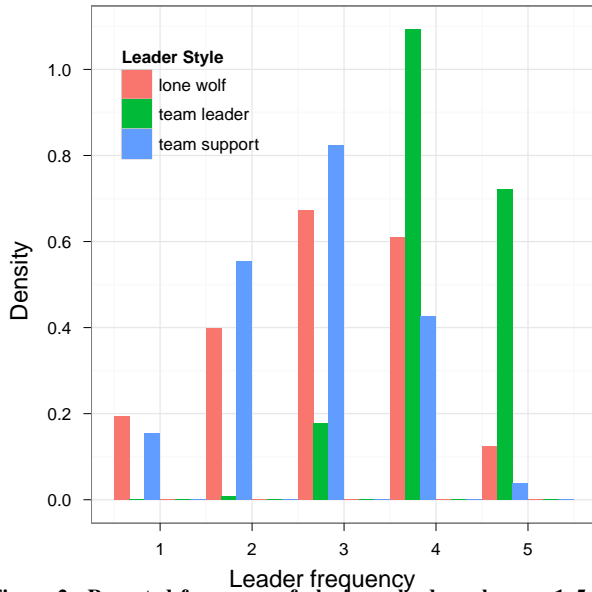 Leader Style
lone wolf
team leader
team support
Density
1.0
0.8
0.6
0.4
0.2
0.0
1 2 3 4 5
Leader frequency